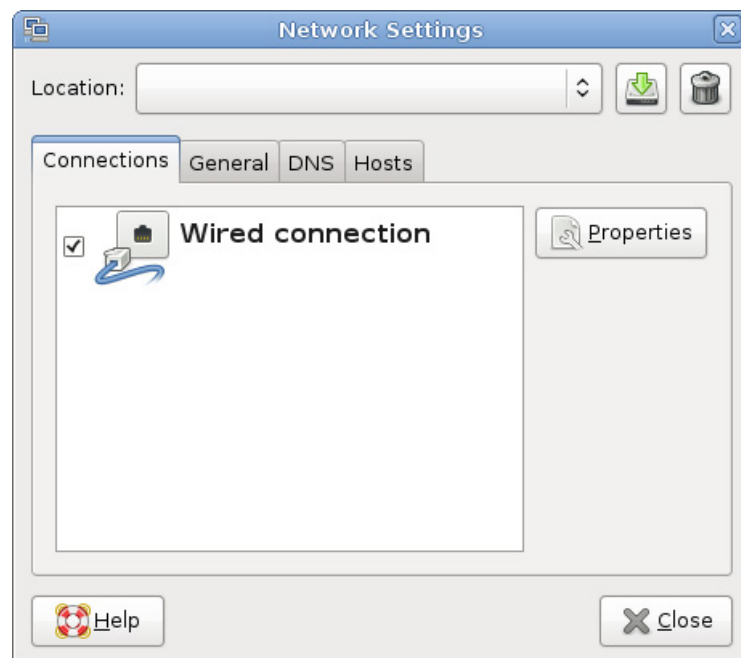 Network Settings
Location:
Connections General DNS Hosts
Wired connection
Properties
Help
Close